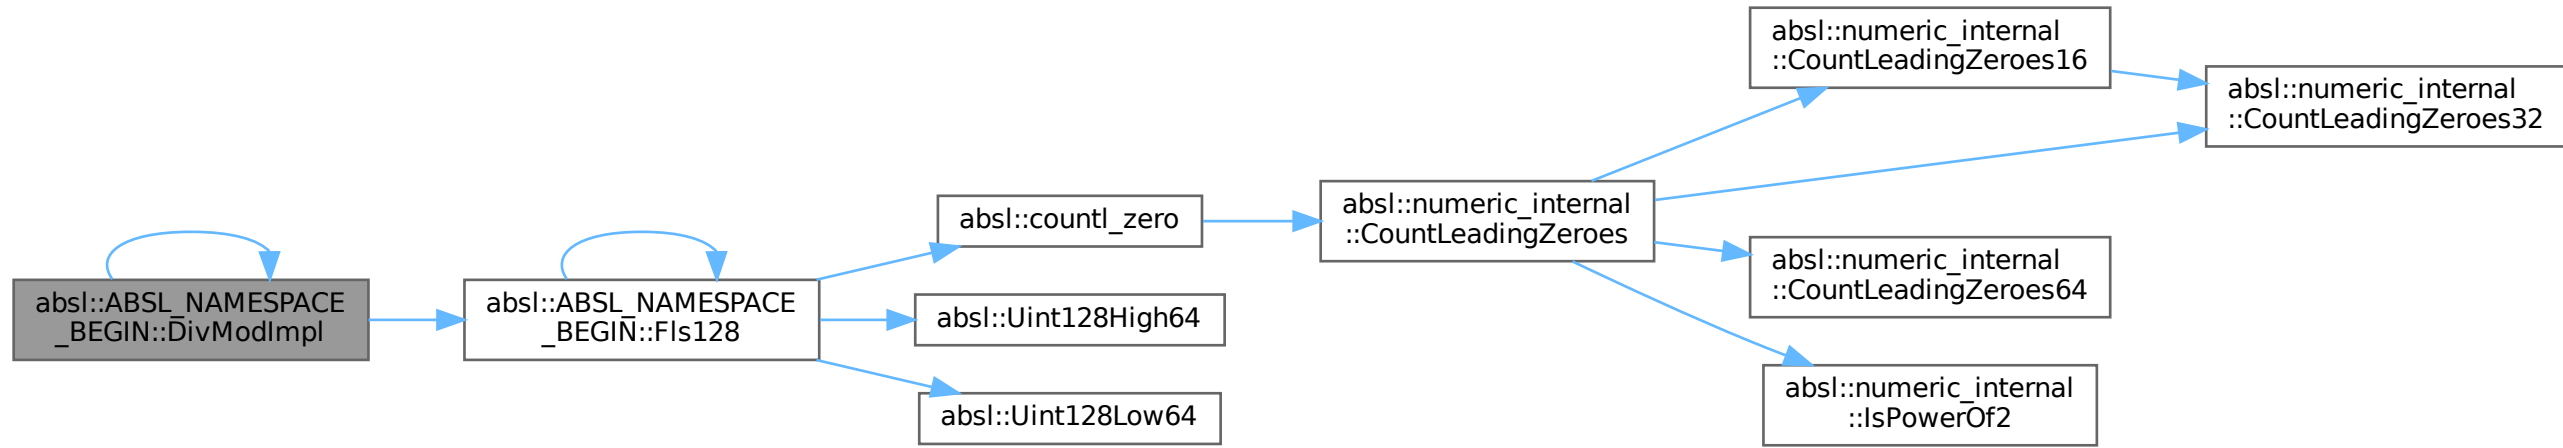 absl::ABSL_NAMESPACE
_BEGIN::DivModImpl
absl::ABSL_NAMESPACE
_BEGIN::Fls128
absl::countl_zero
absl::Uint128High64
absl::Uint128Low64
absl::numeric_internal
::CountLeadingZeroes
absl::numeric_internal
::CountLeadingZeroes16
absl::numeric_internal
::CountLeadingZeroes64
absl::numeric_internal
::IsPowerOf2
absl::numeric_internal
::CountLeadingZeroes32